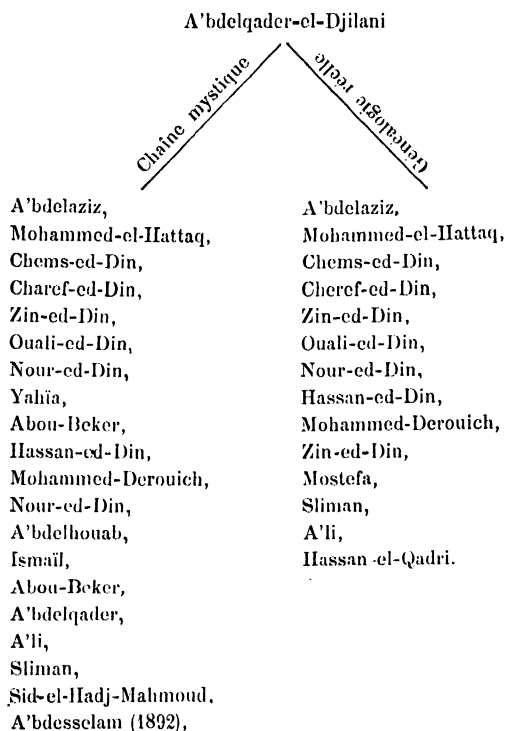 A'bdelqader-el-Djilani
Chaîne mystique
Généalogie réelle
A'bdelaziz,
Mohammed-el-Hattaq,
Chems-ed-Din,
Charef-ed-Din,
Zin-ed-Din,
Ouali-ed-Din,
Nour-ed-Din,
Yahïa,
Abou-Beker,
Hassan-ed-Din,
Mohammed-Derouich,
Nour-ed-Din,
A'bdelhouab,
Ismaïl,
Abou-Beker,
A'bdelqader,
A'li,
Sliman,
Sid-el-Hadj-Mahmoud,
A'bdesselam (1892),
A'bdelaziz,
Mohammed-el-Hattaq,
Chems-ed-Din,
Cheref-ed-Din,
Zin-ed-Din,
Ouali-ed-Din,
Nour-ed-Din,
Hassan-ed-Din,
Mohammed-Derouich,
Zin-ed-Din,
Mostefa,
Sliman,
A'li,
Hassan-el-Qadri.